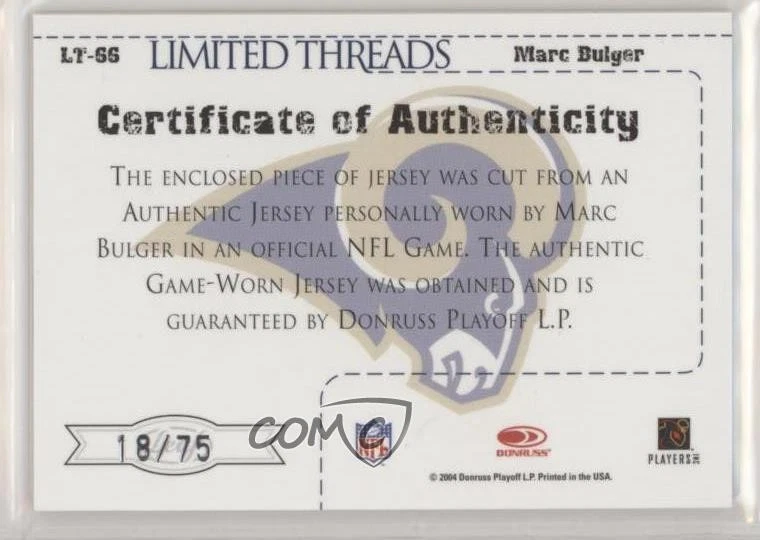 LT-66 LIMITED THREADS Marc Bulger
Certificate of Authenticity
THE ENCLOSED PIECE OF JERSEY WAS CUT FROM AN
AUTHENTIC JERSEY PERSONALLY WORN BY MARC
BULGER IN AN OFFICIAL NFL GAME. THE AUTHENTIC
GAME-WORN JERSEY WAS OBTAINED AND IS
GUARANTEED BY DONRUSS PLAYOFF L.P.
18/75
Leaf
COMC
NFL
DONRUSS
PLAYERS INC
© 2004 Donruss Playoff L.P. Printed in the USA.